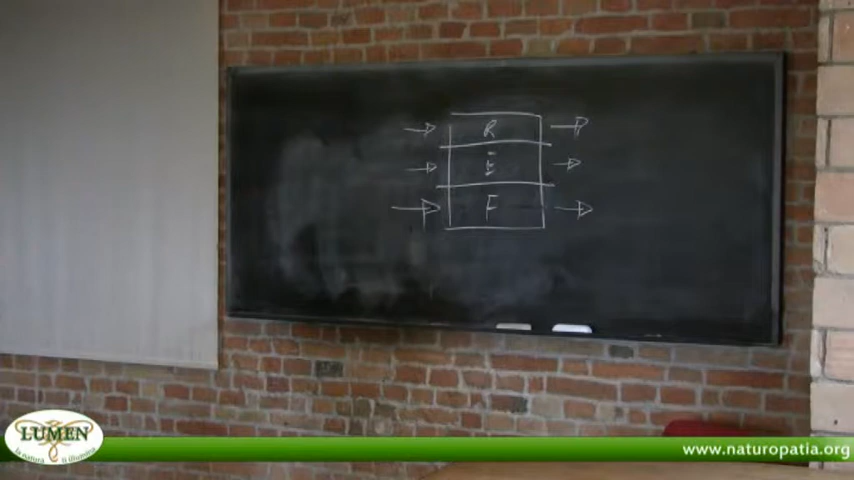 R
E
F
LUMEN
la natura ti illumina
www.naturopatia.org